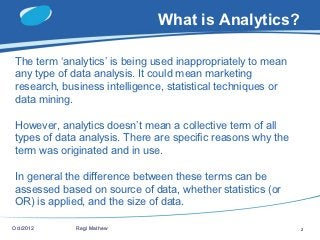 What is Analytics?
The term ‘analytics’ is being used inappropriately to mean
any type of data analysis. It could mean marketing
research, business intelligence, statistical techniques or
data mining.
However, analytics doesn’t mean a collective term of all
types of data analysis. There are specific reasons why the
term was originated and in use.
In general the difference between these terms can be
assessed based on source of data, whether statistics (or
OR) is applied, and the size of data.
Oct/2012 Ragi Mathew 2